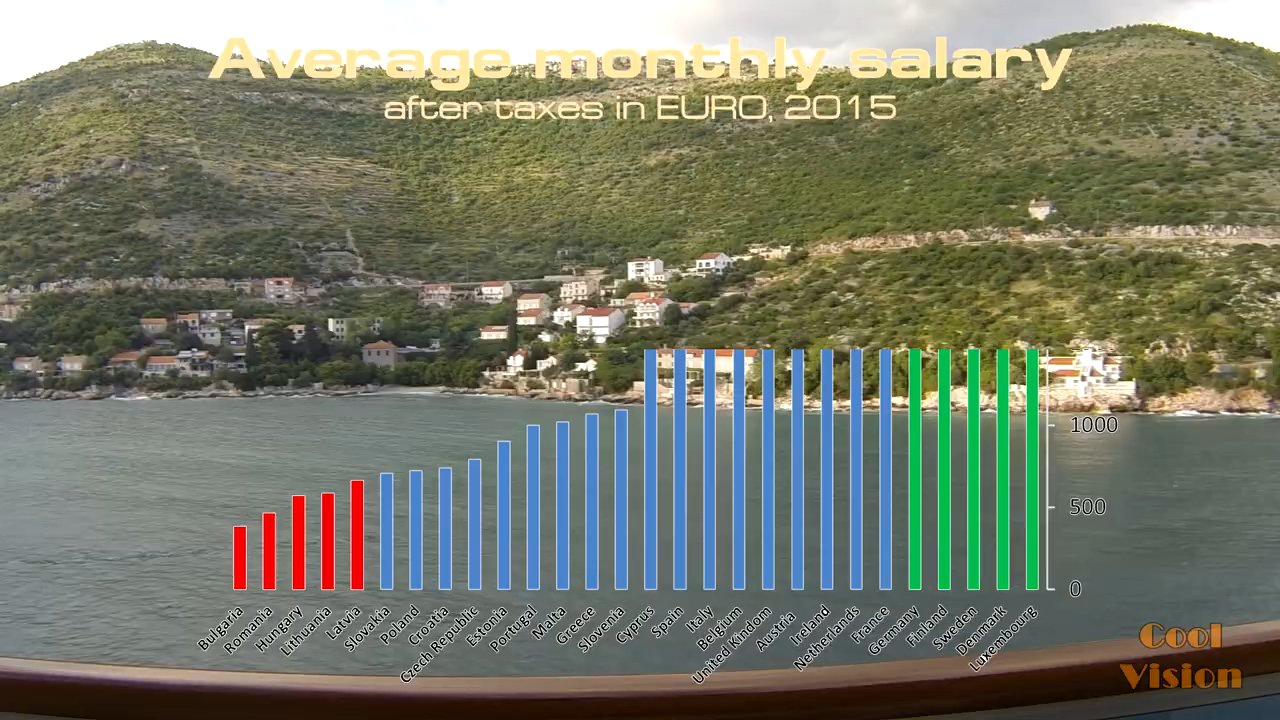 Average monthly salary
after taxes in EURO, 2015
1000
500
0
Bulgaria
Romania
Hungary
Lithuania
Latvia
Slovakia
Poland
Croatia
Czech Republic
Estonia
Portugal
Malta
Greece
Slovenia
Cyprus
Spain
Italy
Belgium
United Kindom
Austria
Ireland
Netherlands
France
Germany
Finland
Sweden
Denmark
Luxembourg
Cool
Vision